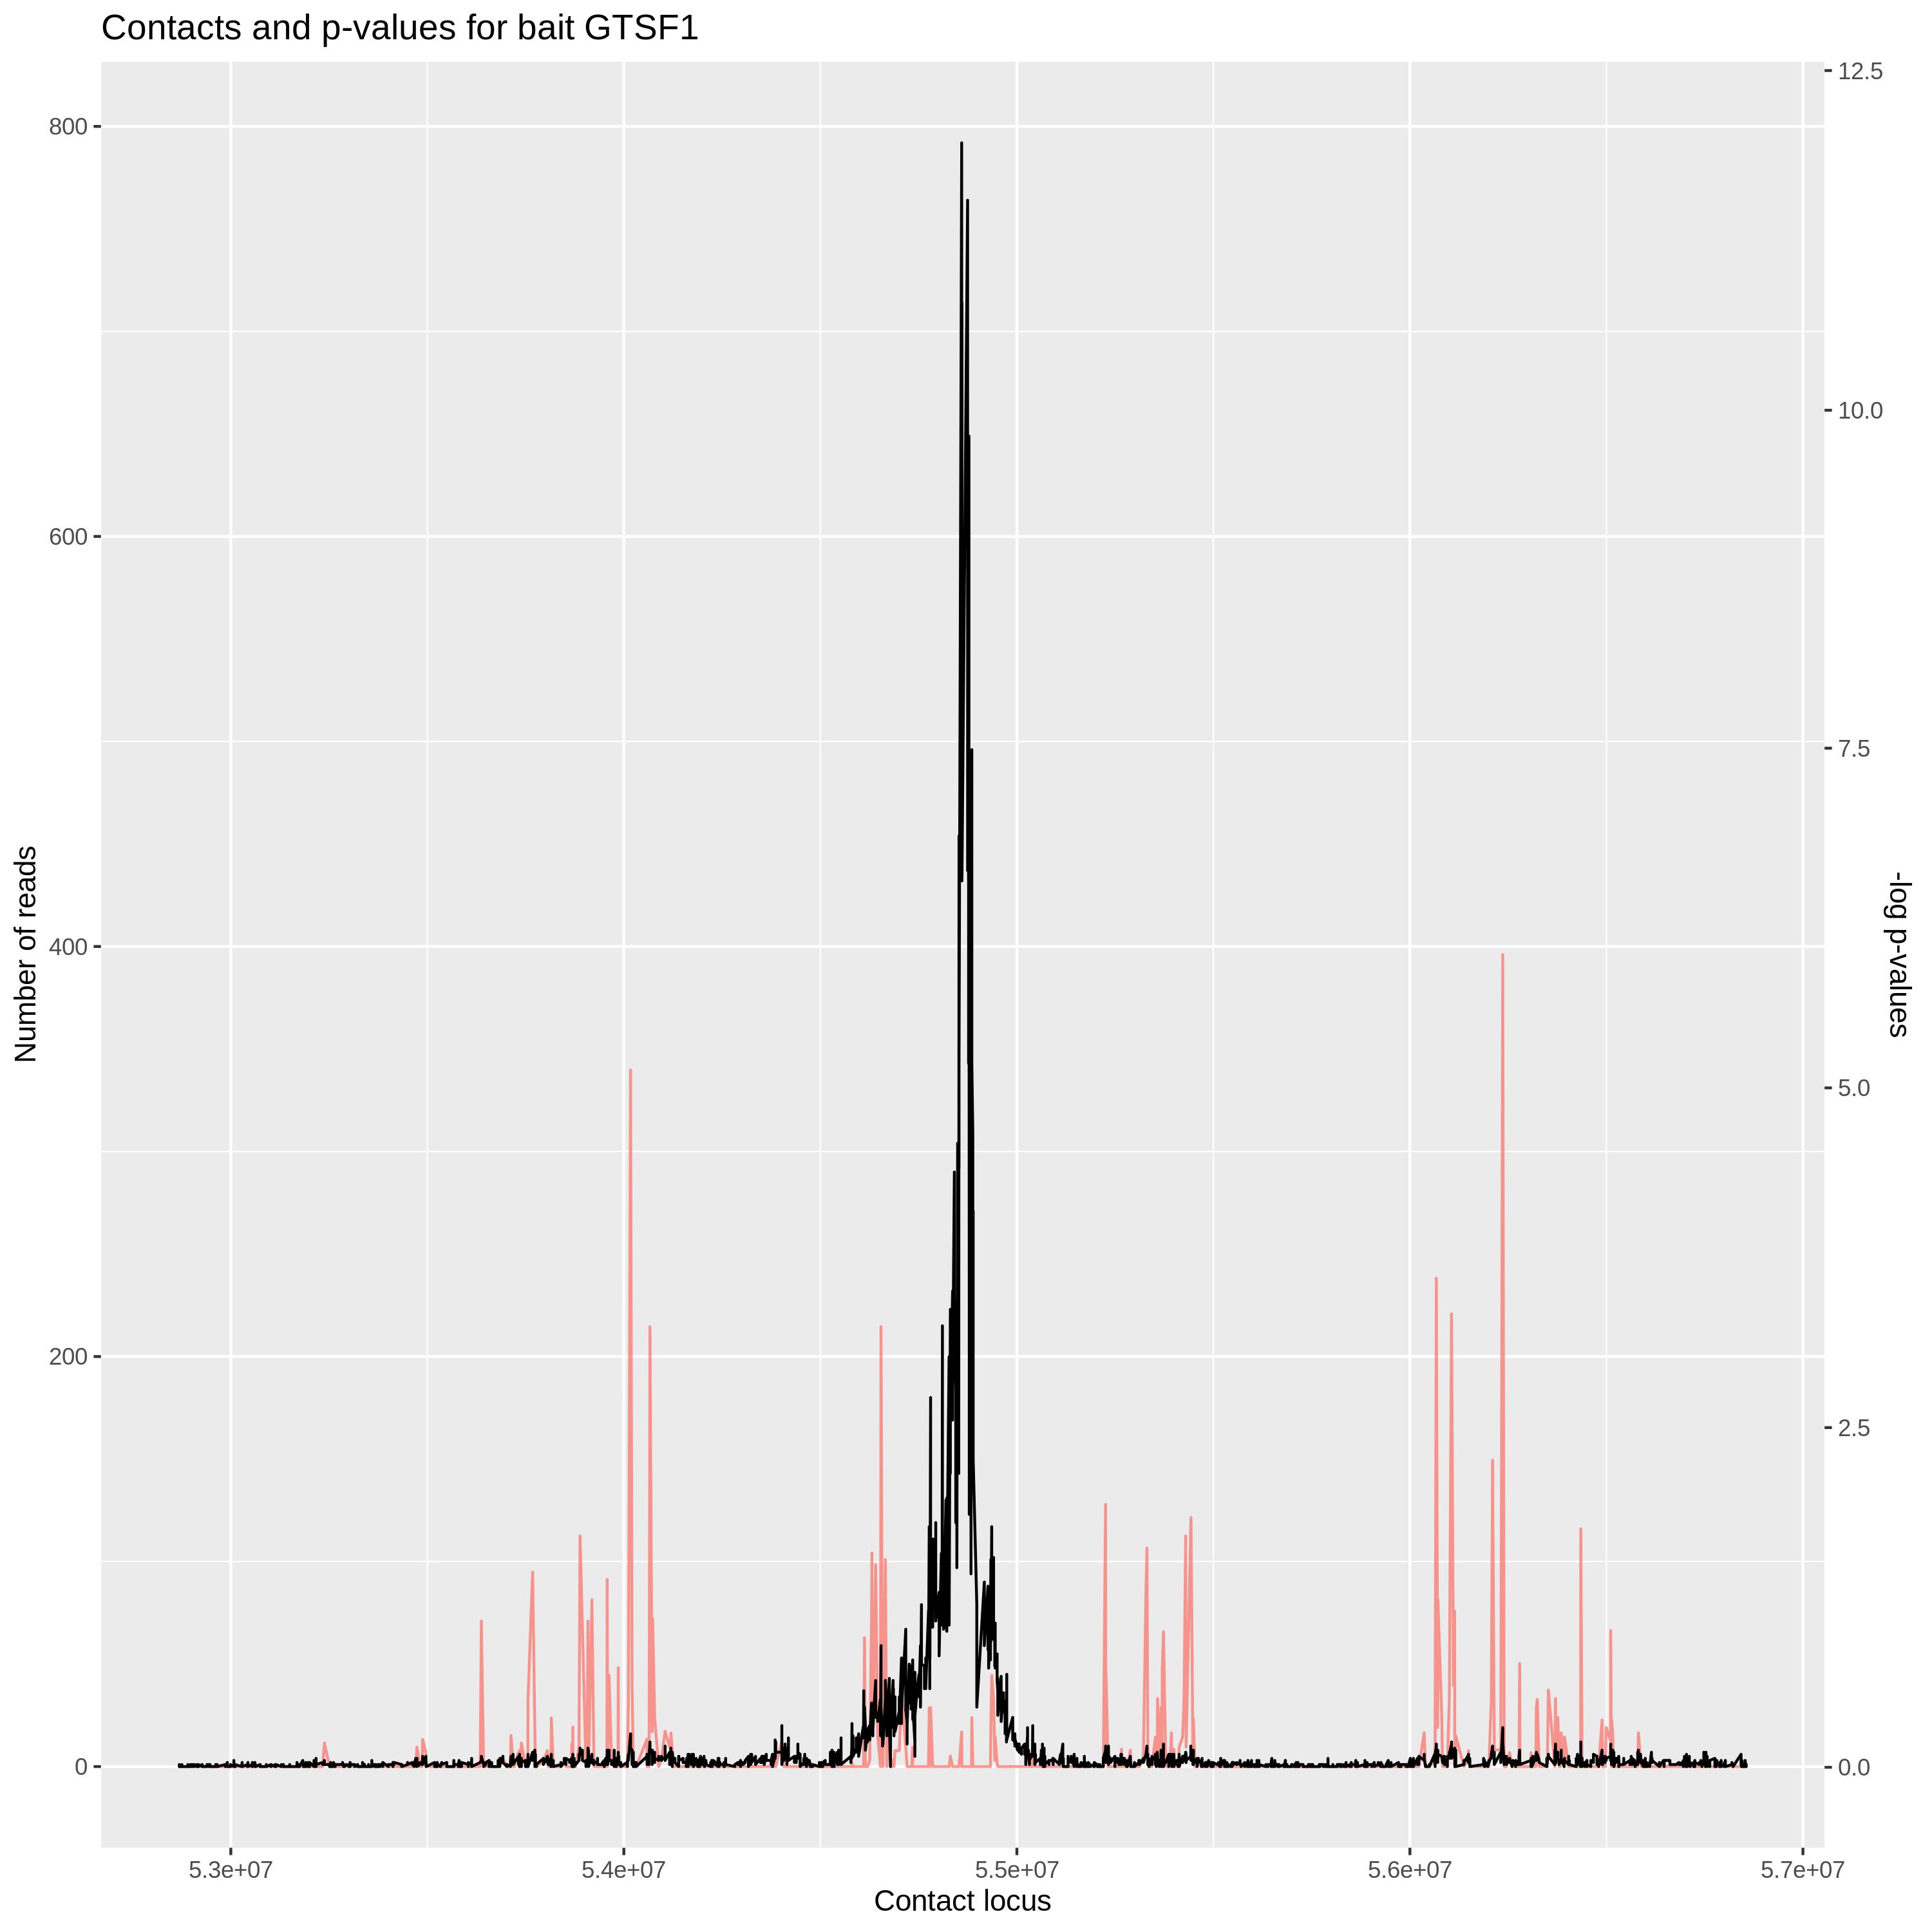 Contacts and p-values for bait GTSF1
12.5
800
10.0
600
7.5
Number of reads
-log p-values
400
5.0
2.5
200
0
0.0
5.3e+07 5.4e+07 5.5e+07 5.6e+07 5.7e+07
Contact locus